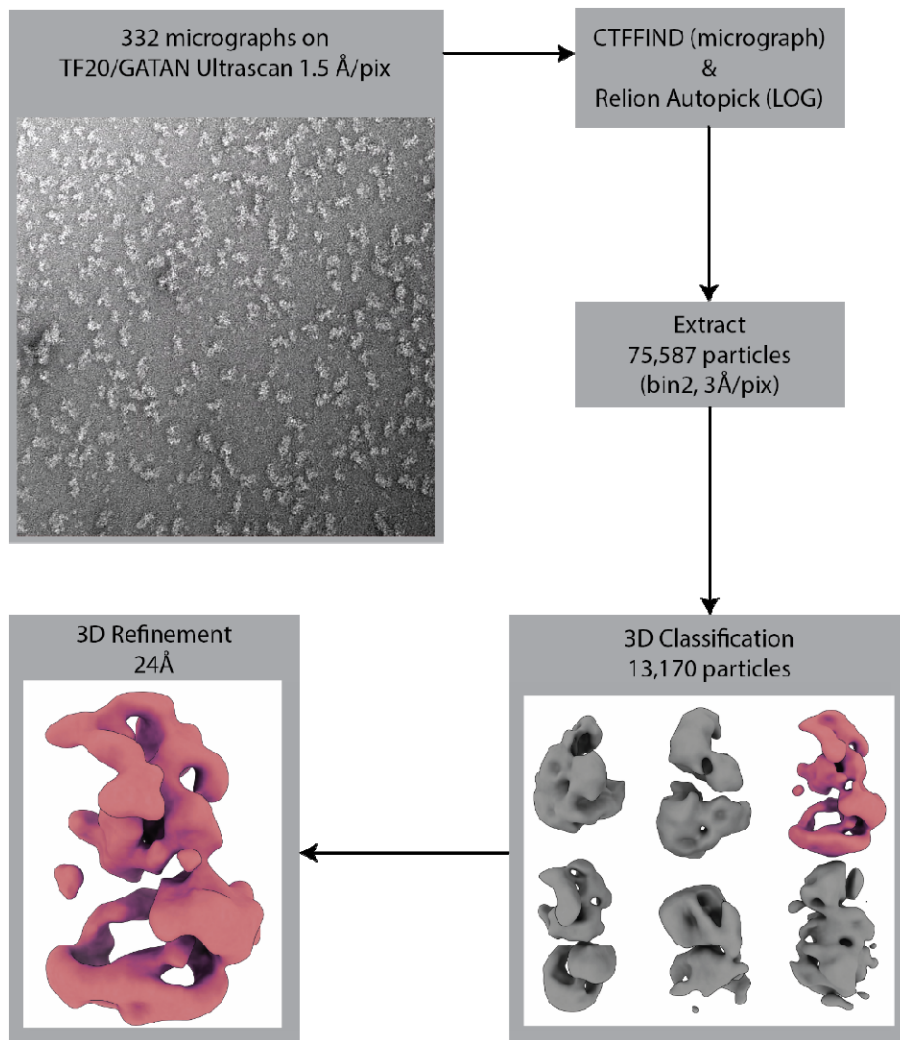 332 micrographs on
TF20/GATAN Ultrascan 1.5 Å/pix
CTFFIND (micrograph)
&
Relion Autopick (LOG)
Extract
75,587 particles
(bin2, 3Å/pix)
3D Classification
13,170 particles
3D Refinement
24Å